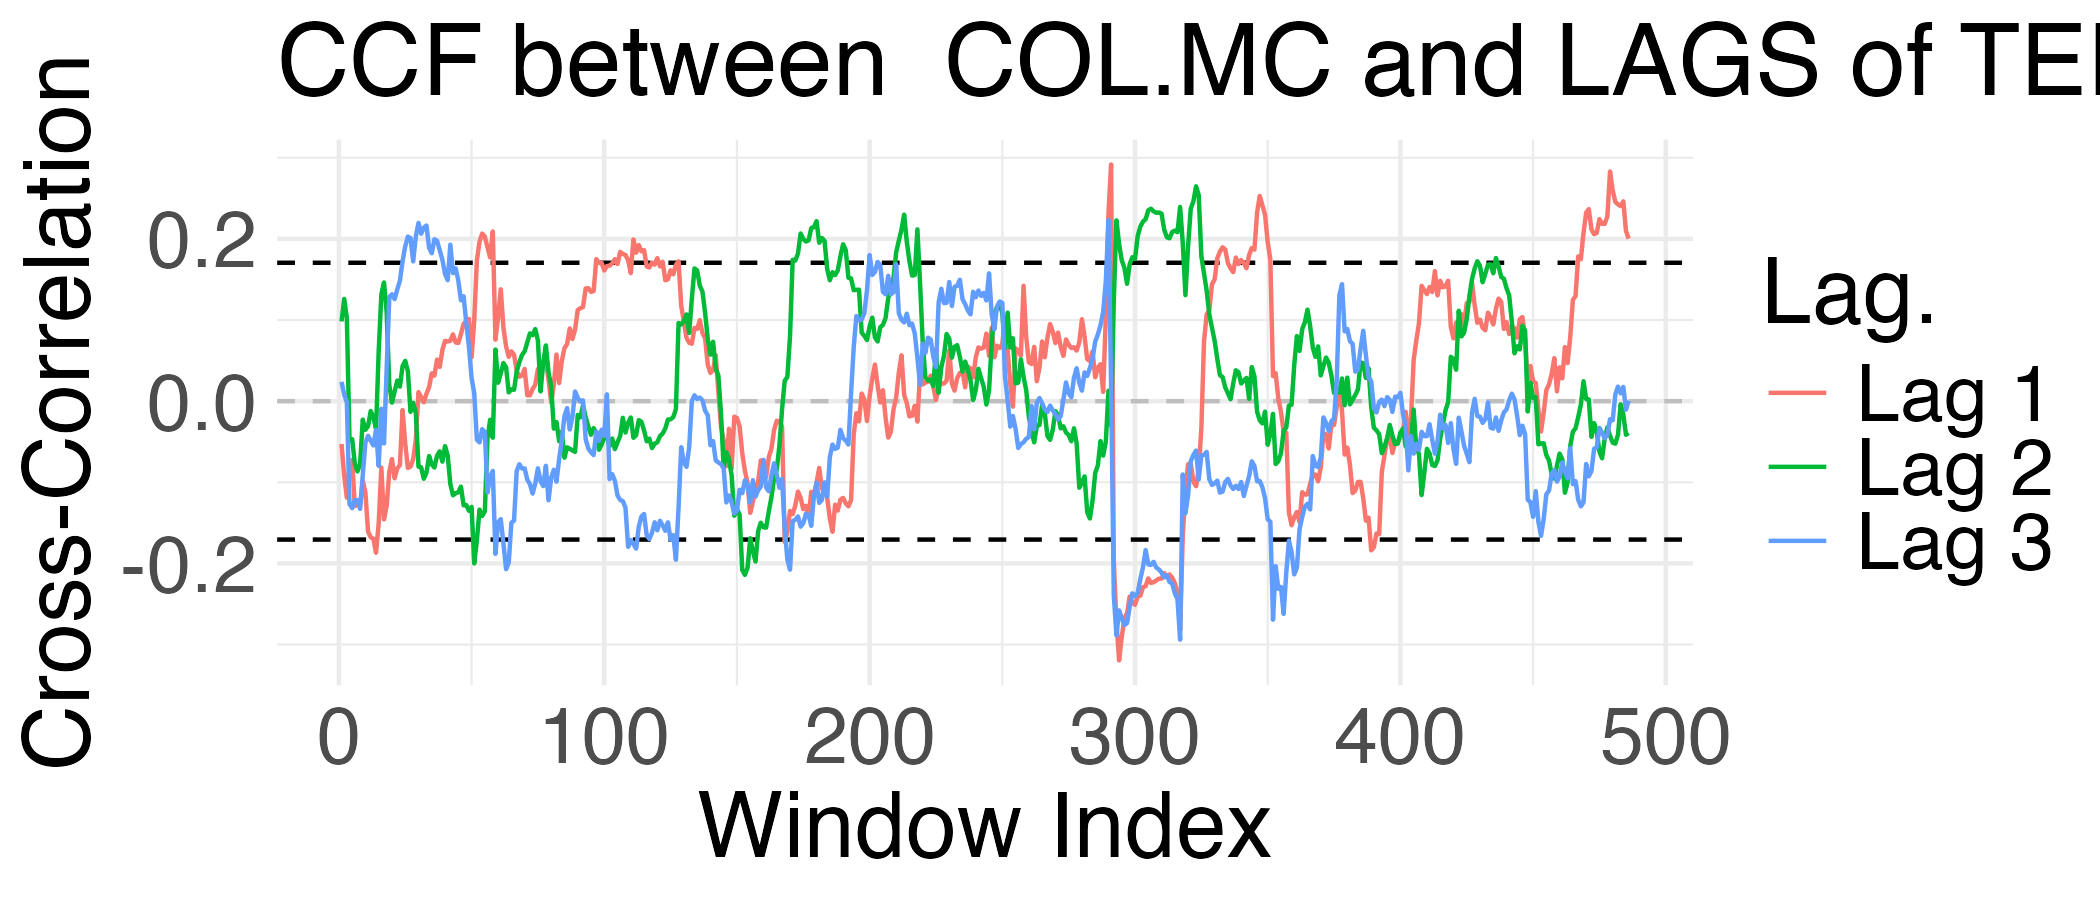 CCF between  COL.MC and LAGS of
Cross-Correlation
0.2
0.0
-0.2
0
100
200
300
400
500
Window Index
Lag.
Lag 1
Lag 2
Lag 3